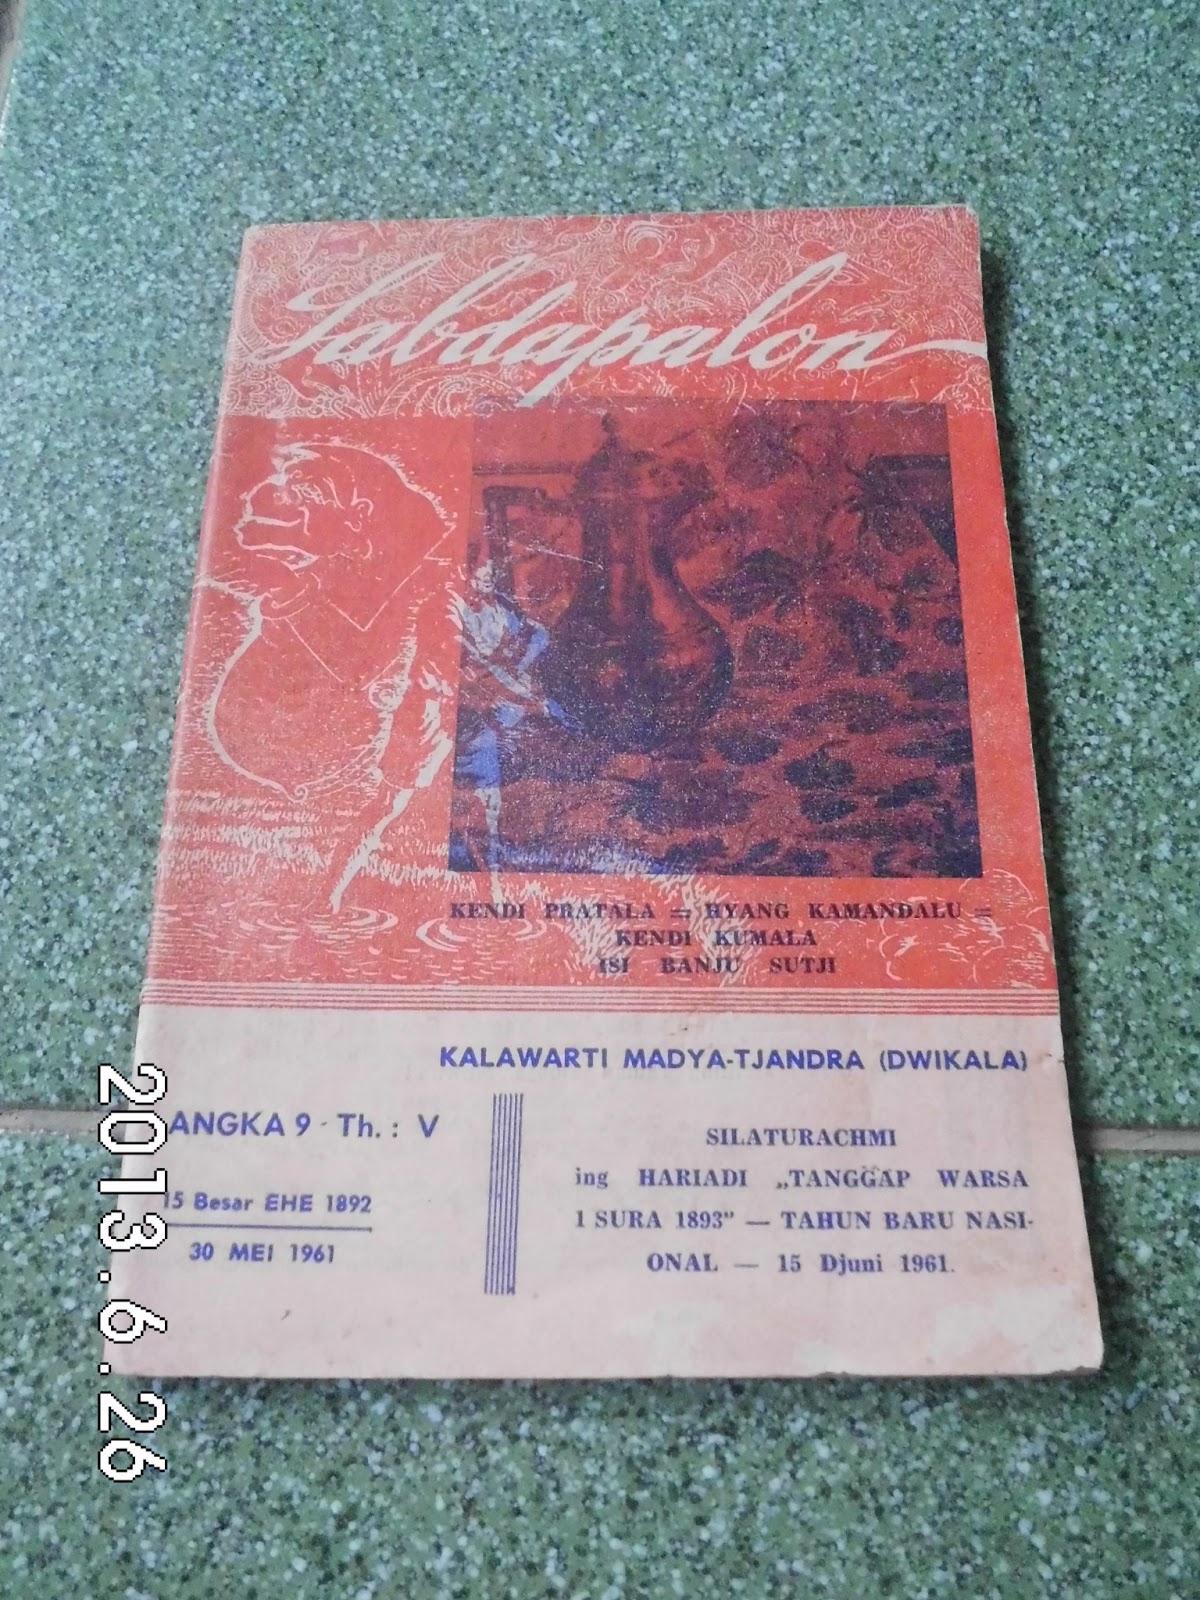 Sabdapalon
KENDI PRATALA = HYANG KAMANDALU =
KENDI KUMALA
ISI BANJU SUTJI
KALAWARTI MADYA-TJANDRA (DWIKALA)
ANGKA 9 - Th. : V
15 Besar EHE 1892
30 MEI 1961
SILATURACHMI
ing HARIADI „TANGGAP WARSA
1 SURA 1893” — TAHUN BARU NASI-
ONAL — 15 Djuni 1961.
2013.6.26